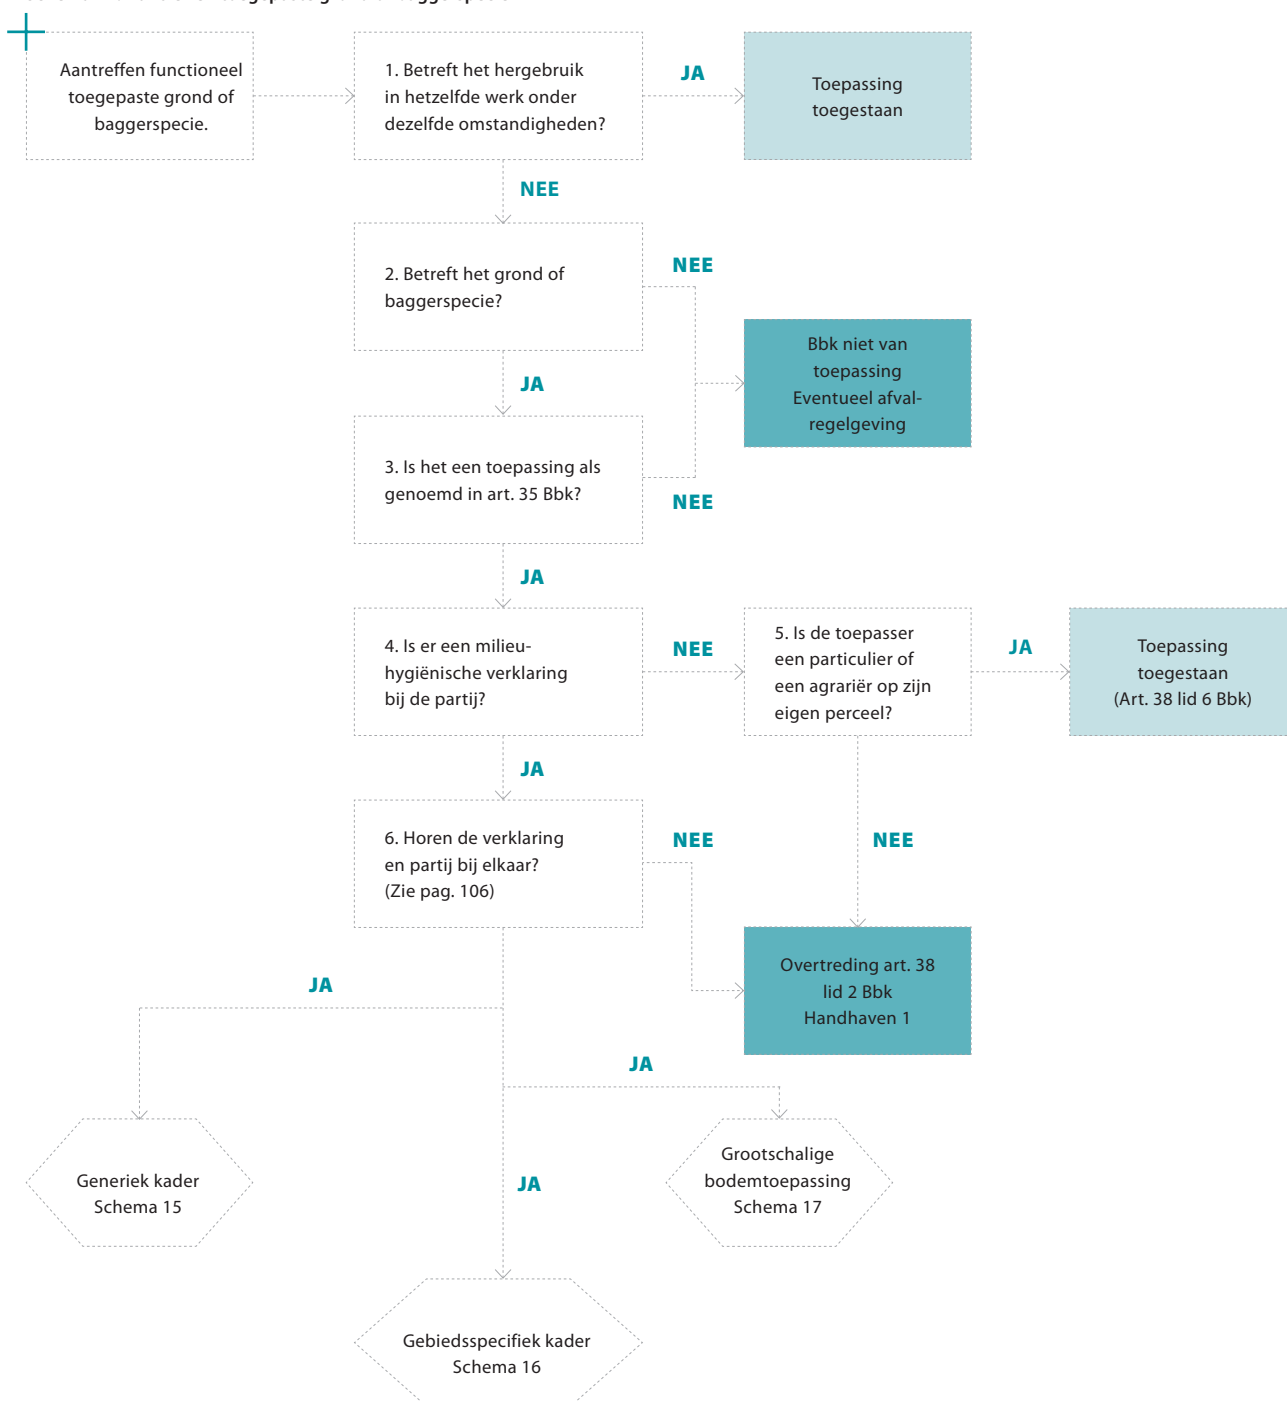 Aantreffen functioneel
toegepaste grond of
baggerspecie.
1. Betreft het hergebruik
in hetzelfde werk onder
dezelfde omstandigheden?
JA
Toepassing
toegestaan
NEE
2. Betreft het grond of
baggerspecie?
NEE
Bbk niet van
toepassing
Eventueel afval-
regelgeving
JA
3. Is het een toepassing als
genoemd in art. 35 Bbk?
NEE
JA
4. Is er een milieu-
hygiënische verklaring
bij de partij?
NEE
5. Is de toepasser
een particulier of
een agrariër op zijn
eigen perceel?
JA
Toepassing
toegestaan
(Art. 38 lid 6 Bbk)
JA
6. Horen de verklaring
en partij bij elkaar?
(Zie pag. 106)
NEE
NEE
Overtreding art. 38
lid 2 Bbk
Handhaven 1
JA
JA
JA
Generiek kader
Schema 15
Grootschalige
bodemtoepassing
Schema 17
Gebiedsspecifiek kader
Schema 16